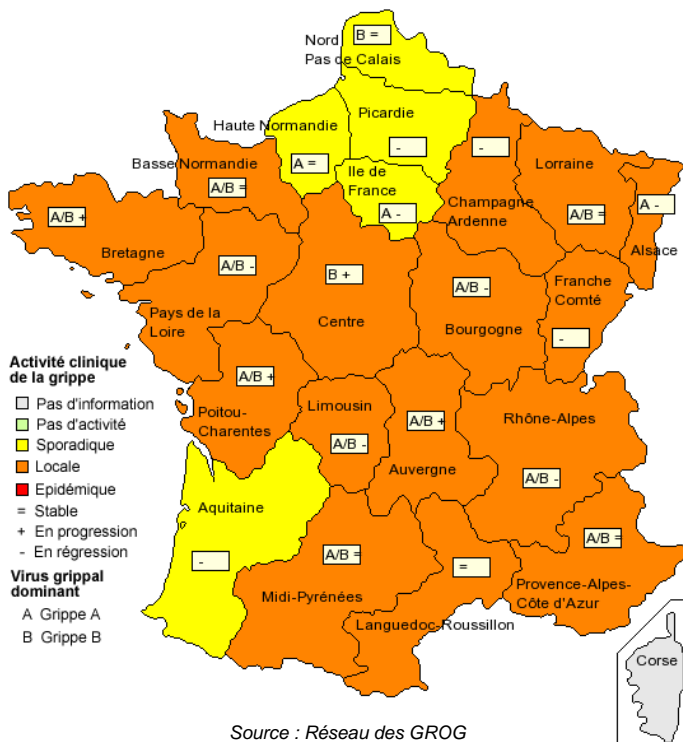 B =
Nord
Pas de Calais
Picardie
-
Haute Normandie
A =
Ile de
France
A -
-
Champagne
Ardenne
Lorraine
A/B =
A -
Alsace
Basse Normandie
A/B =
A/B +
Bretagne
A/B -
Pays de la
Loire
B +
Centre
A/B -
Bourgogne
Franche
Comté
-
A/B +
Poitou-
Charentes
Limousin
A/B -
A/B +
Auvergne
Rhône-Alpes
A/B -
Aquitaine
-
A/B =
Midi-Pyrénées
=
Languedoc-Roussillon
A/B =
Provence-Alpes-
Côte d'Azur
Corse
Activité clinique
de la grippe
Pas d'information
Pas d'activité
Sporadique
Locale
Epidémique
= Stable
+ En progression
- En régression
Virus grippal
dominant
A Grippe A
B Grippe B
Source : Réseau des GROG